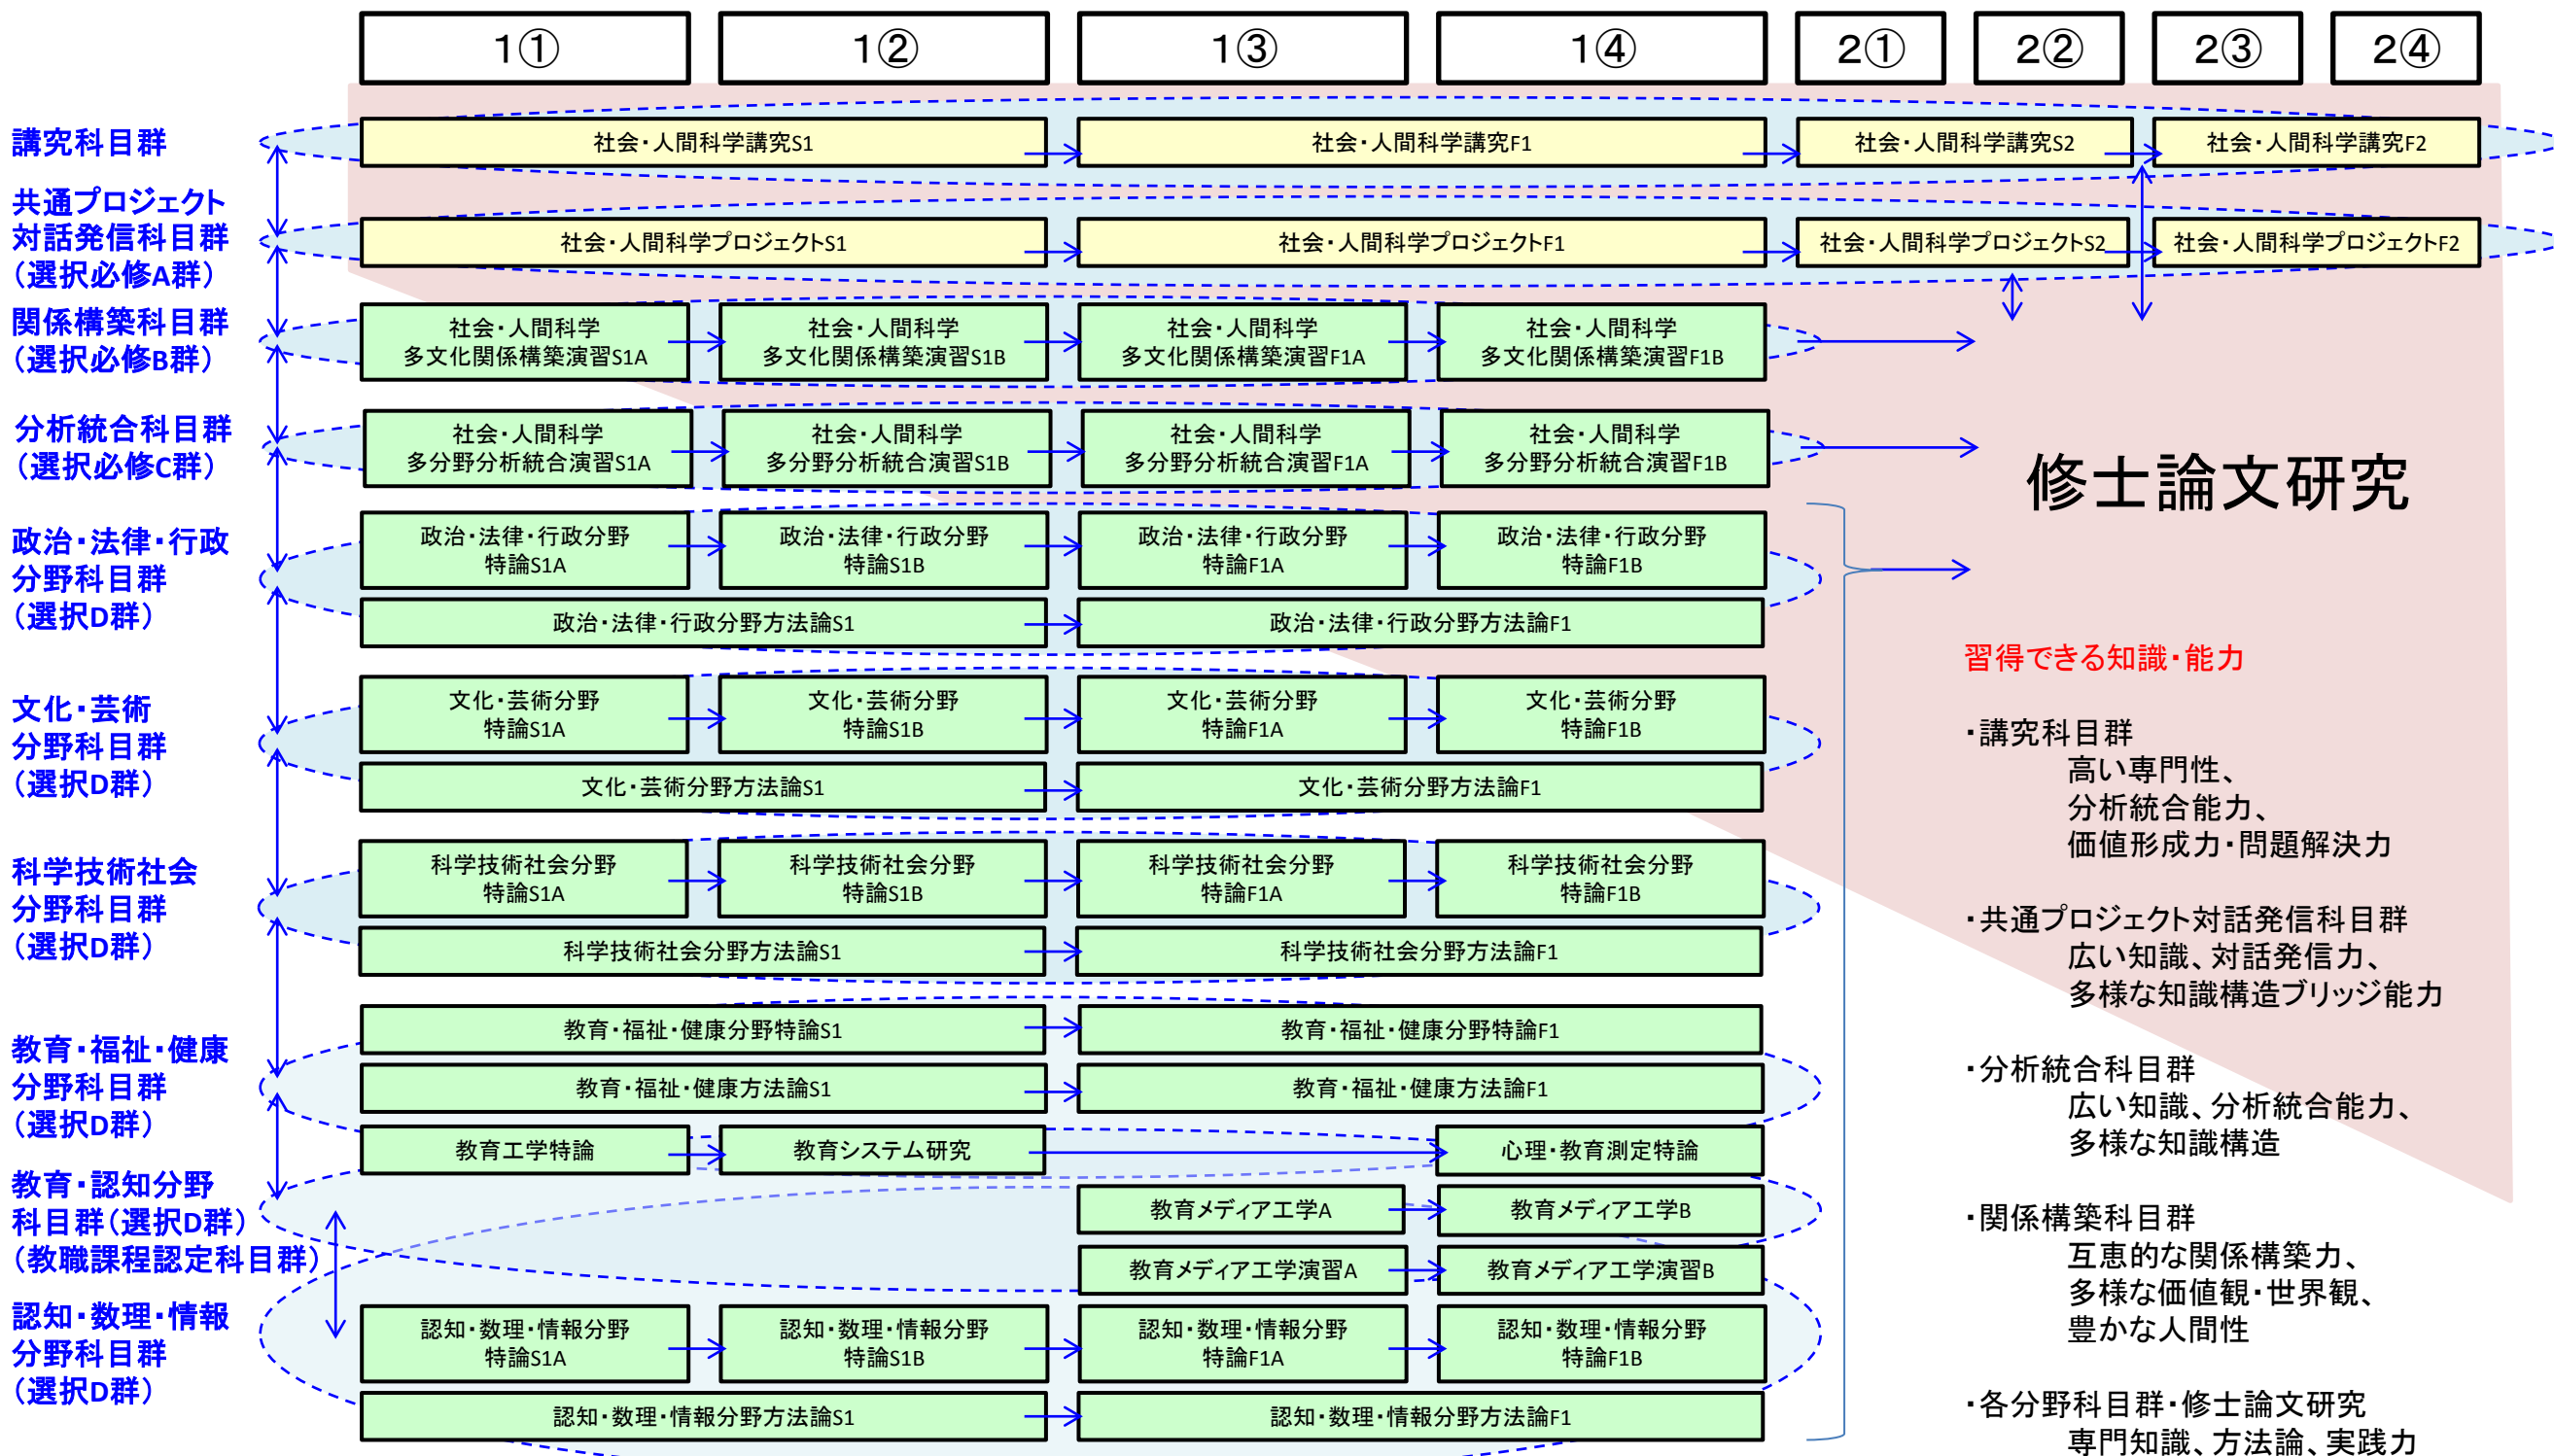 1①
1②
1③
1④
2①
2②
2③
2④
講究科目群
社会・人間科学講究S1
社会・人間科学講究F1
社会・人間科学講究S2
社会・人間科学講究F2
共通プロジェクト
対話発信科目群
（選択必修A群）
社会・人間科学プロジェクトS1
社会・人間科学プロジェクトF1
社会・人間科学プロジェクトS2
社会・人間科学プロジェクトF2
関係構築科目群
（選択必修B群）
社会・人間科学
多文化関係構築演習S1A
社会・人間科学
多文化関係構築演習S1B
社会・人間科学
多文化関係構築演習F1A
社会・人間科学
多文化関係構築演習F1B
分析統合科目群
（選択必修C群）
社会・人間科学
多分野分析統合演習S1A
社会・人間科学
多分野分析統合演習S1B
社会・人間科学
多分野分析統合演習F1A
社会・人間科学
多分野分析統合演習F1B
修士論文研究
政治・法律・行政
分野科目群
（選択D群）
政治・法律・行政分野
特論S1A
政治・法律・行政分野
特論S1B
政治・法律・行政分野
特論F1A
政治・法律・行政分野
特論F1B
政治・法律・行政分野方法論S1
政治・法律・行政分野方法論F1
文化・芸術
分野科目群
（選択D群）
文化・芸術分野
特論S1A
文化・芸術分野
特論S1B
文化・芸術分野
特論F1A
文化・芸術分野
特論F1B
文化・芸術分野方法論S1
文化・芸術分野方法論F1
科学技術社会
分野科目群
（選択D群）
科学技術社会分野
特論S1A
科学技術社会分野
特論S1B
科学技術社会分野
特論F1A
科学技術社会分野
特論F1B
科学技術社会分野方法論S1
科学技術社会分野方法論F1
教育・福祉・健康
分野科目群
（選択D群）
教育・福祉・健康分野特論S1
教育・福祉・健康分野特論F1
教育・福祉・健康方法論S1
教育・福祉・健康方法論F1
教育・認知分野
科目群（選択D群）
（教職課程認定科目群）
教育工学特論
教育システム研究
心理・教育測定特論
教育メディア工学A
教育メディア工学B
教育メディア工学演習A
教育メディア工学演習B
認知・数理・情報
分野科目群
（選択D群）
認知・数理・情報分野
特論S1A
認知・数理・情報分野
特論S1B
認知・数理・情報分野
特論F1A
認知・数理・情報分野
特論F1B
認知・数理・情報分野方法論S1
認知・数理・情報分野方法論F1
習得できる知識・能力
・講究科目群
高い専門性、
分析統合能力、
価値形成力・問題解決力
・共通プロジェクト対話発信科目群
広い知識、対話発信力、
多様な知識構造ブリッジ能力
・分析統合科目群
広い知識、分析統合能力、
多様な知識構造
・関係構築科目群
互恵的な関係構築力、
多様な価値観・世界観、
豊かな人間性
・各分野科目群・修士論文研究
専門知識、方法論、実践力